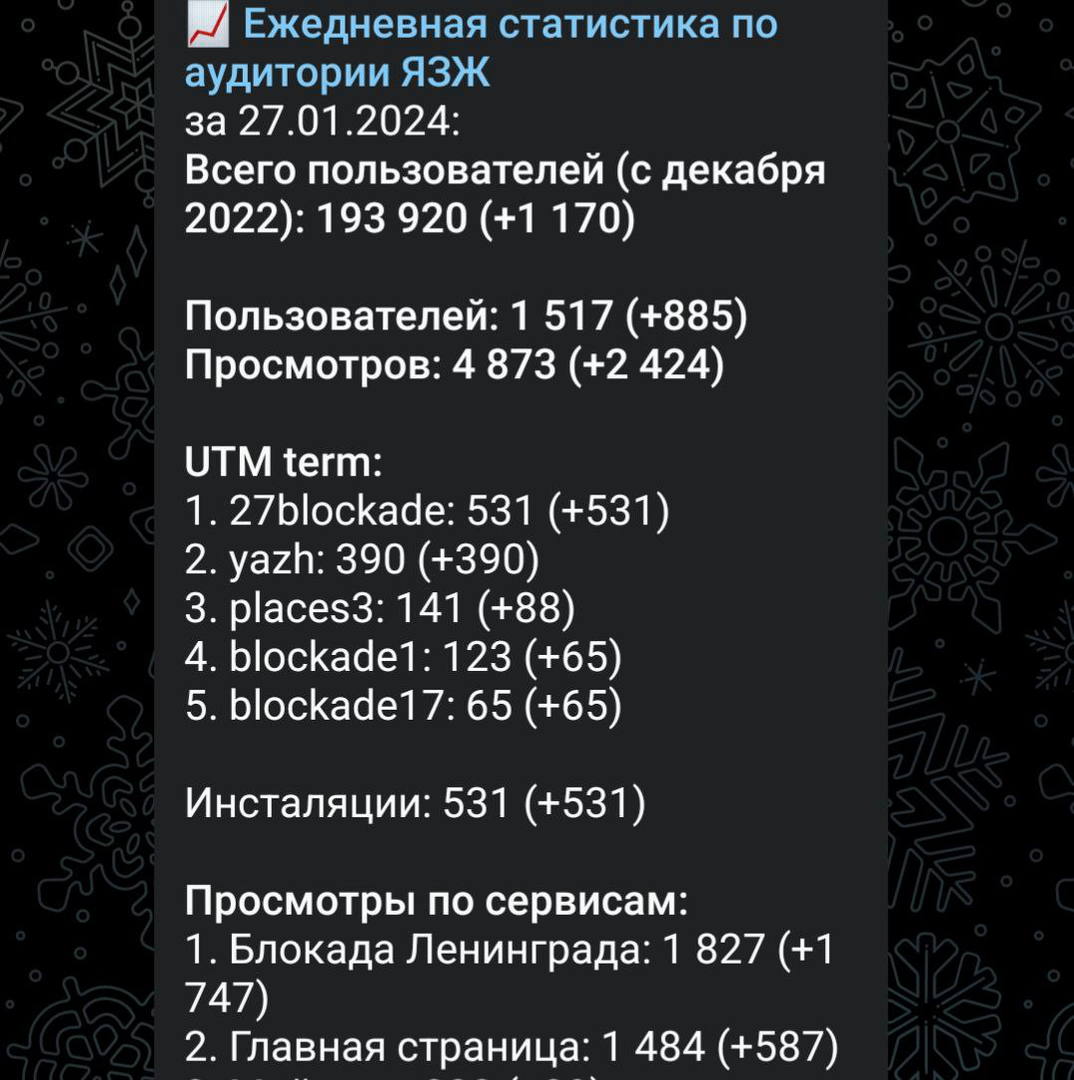 Ежедневная статистика по
аудитории ЯЗЖ
за 27.01.2024:
Всего пользователей (с декабря
2022): 193 920 (+1 170)
Пользователей: 1 517 (+885)
Просмотров: 4 873 (+2 424)
UTM term:
1. 27blockade: 531 (+531)
2. yazh: 390 (+390)
3. places3: 141 (+88)
4. blockade1: 123 (+65)
5. blockade17: 65 (+65)
Инсталяции: 531 (+531)
Просмотры по сервисам:
1. Блокада Ленинграда: 1 827 (+1
747)
2. Главная страница: 1 484 (+587)